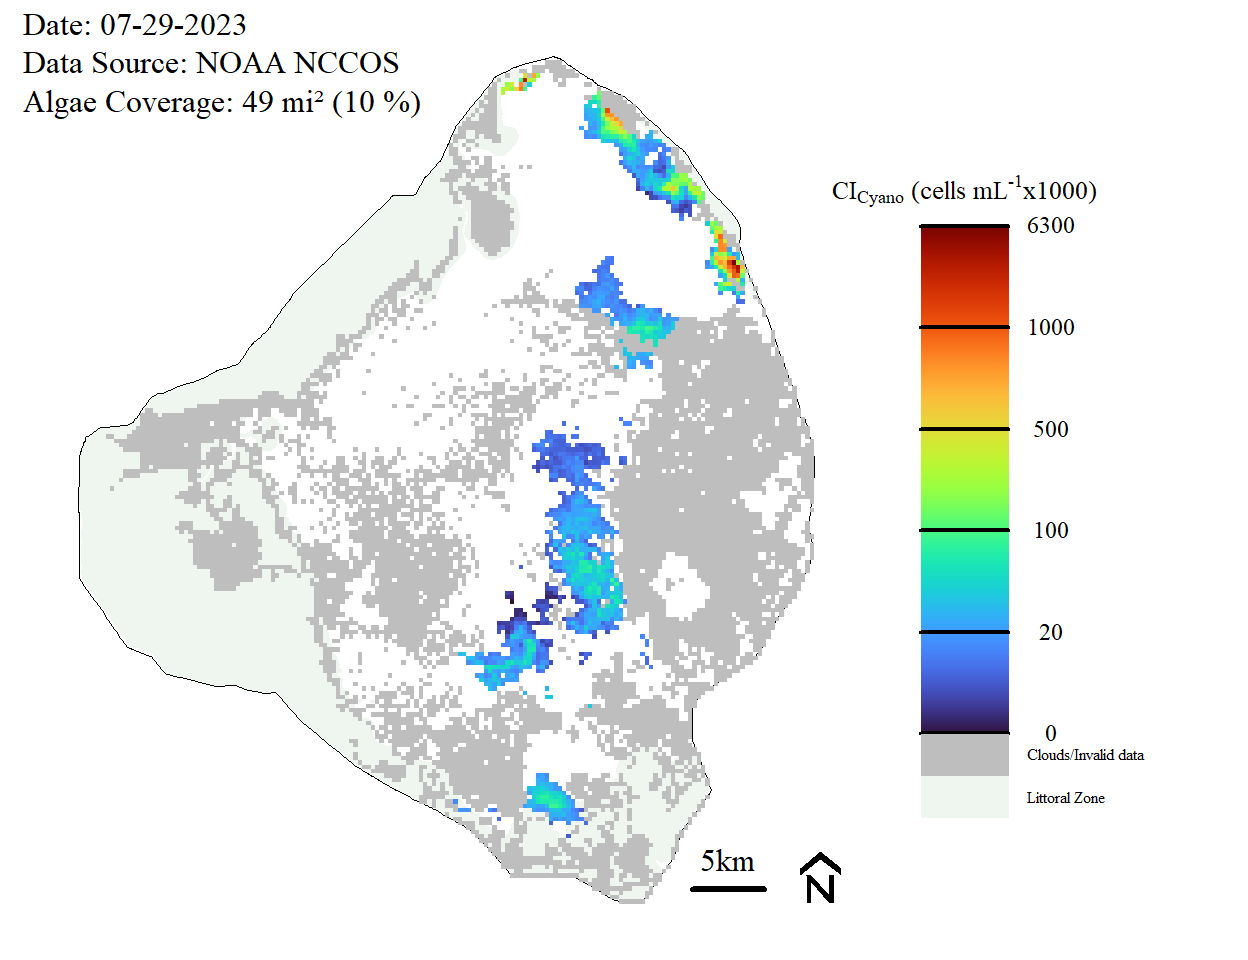 Date: 07-29-2023
Data Source: NOAA NCCOS
Algae Coverage: 49 mi² (10 %)
CICyano (cells mL-1x1000)
6300
1000
500
100
20
0
Clouds/Invalid data
Littoral Zone
5km
N